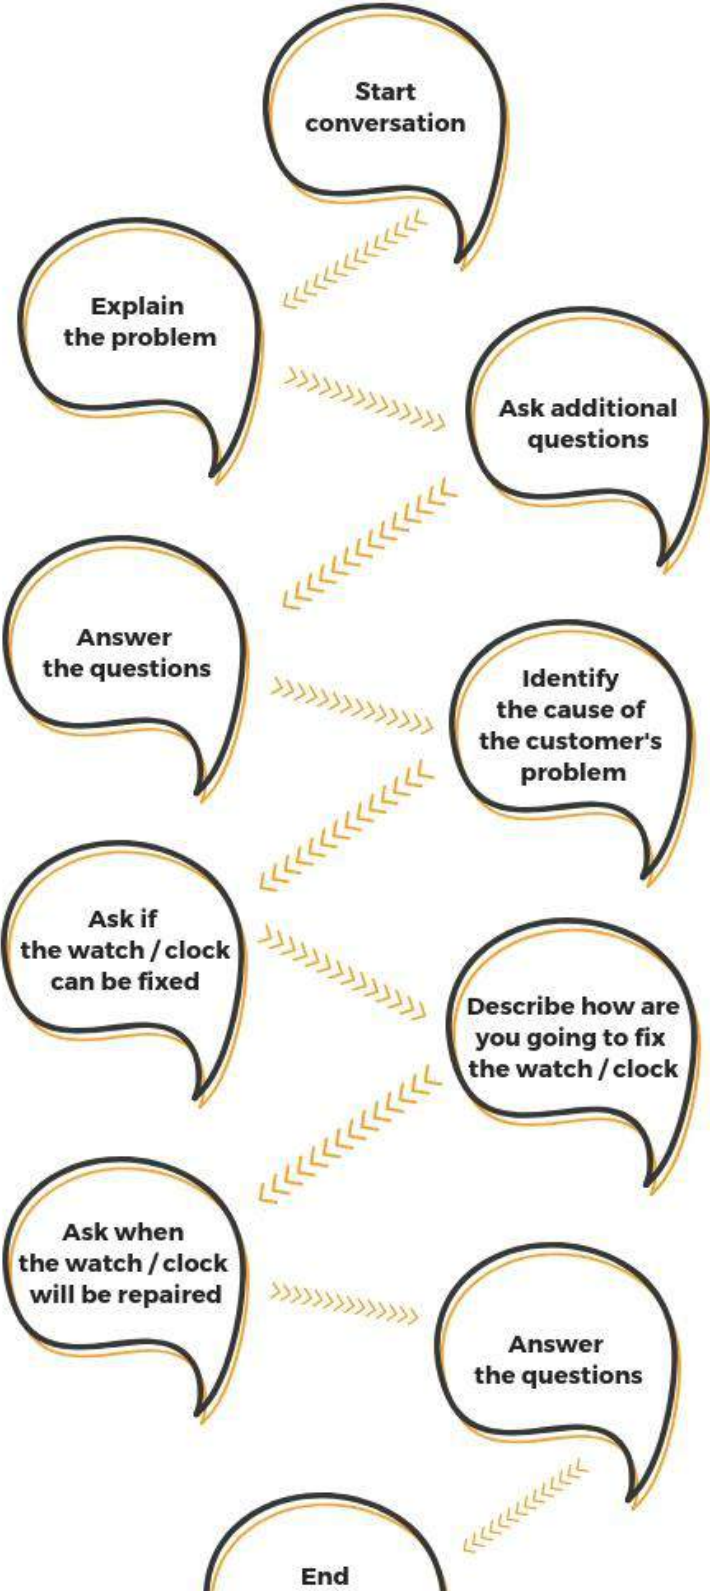 Start
conversation
Explain
the problem
Ask additional
questions
Answer
the questions
Identify
the cause of
the customer's
problem
Ask if
the watch / clock
can be fixed
Describe how are
you going to fix
the watch / clock
Ask when
the watch / clock
will be repaired
Answer
the questions
End